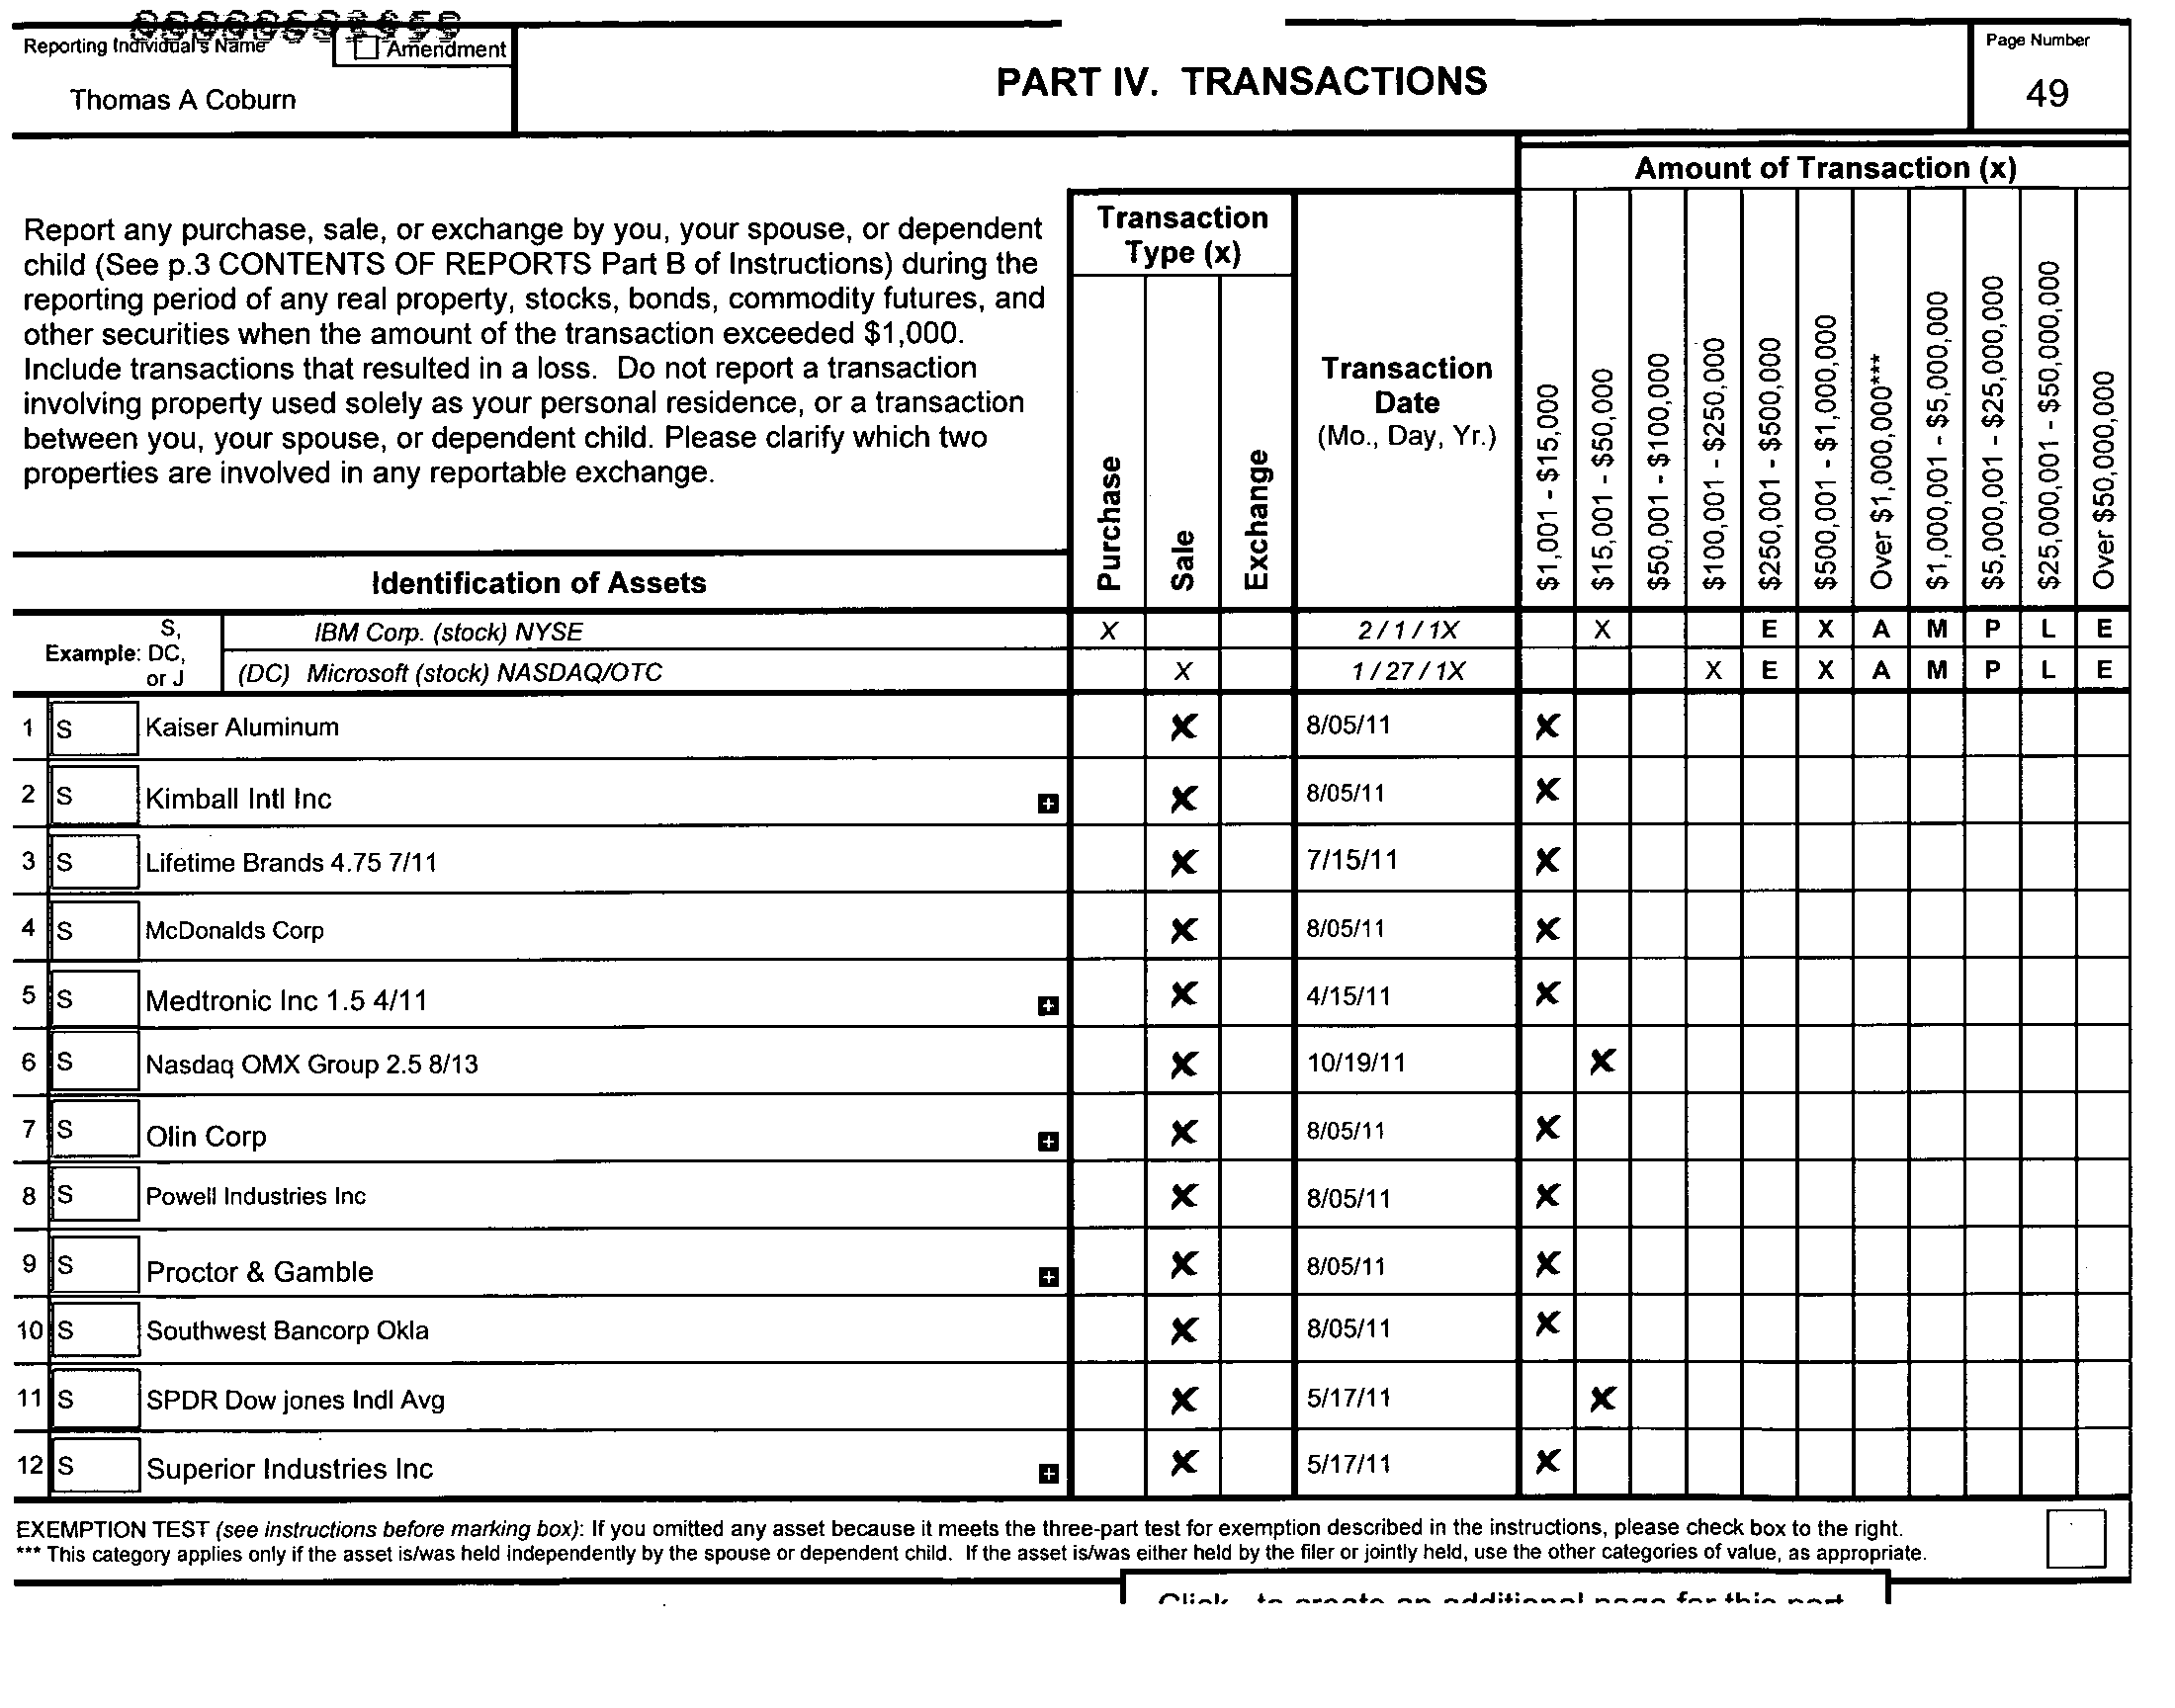 Reporting Individual's Name
Amendment
Thomas A Coburn
PART IV. TRANSACTIONS
Page Number
49
Amount of Transaction (x)
Report any purchase, sale, or exchange by you, your spouse, or dependent
child (See p.3 CONTENTS OF REPORTS Part B of Instructions) during the
reporting period of any real property, stocks, bonds, commodity futures, and
other securities when the amount of the transaction exceeded $1,000.
Include transactions that resulted in a loss. Do not report a transaction
involving property used solely as your personal residence, or a transaction
between you, your spouse, or dependent child. Please clarify which two
properties are involved in any reportable exchange.
Transaction
Type (x)
Purchase
Sale
Exchange
Transaction
Date
(Mo., Day, Yr.)
$1,001 - $15,000
$15,001 - $50,000
$50,001 - $100,000
$100,001 - $250,000
$250,001 - $500,000
$500,001 - $1,000,000
Over $1,000,000***
$1,000,001 - $5,000,000
$5,000,001 - $25,000,000
$25,000,001 - $50,000,000
Over $50,000,000
Identification of Assets
Example: S, DC, or J
IBM Corp. (stock) NYSE X 2 / 1 / 1X X E X A M P L E
(DC) Microsoft (stock) NASDAQ/OTC X 1 / 27 / 1X X E X A M P L E
1 S Kaiser Aluminum X 8/05/11 X
2 S Kimball Intl Inc + X 8/05/11 X
3 S Lifetime Brands 4.75 7/11 X 7/15/11 X
4 S McDonalds Corp X 8/05/11 X
5 S Medtronic Inc 1.5 4/11 + X 4/15/11 X
6 S Nasdaq OMX Group 2.5 8/13 X 10/19/11 X
7 S Olin Corp + X 8/05/11 X
8 S Powell Industries Inc X 8/05/11 X
9 S Proctor & Gamble + X 8/05/11 X
10 S Southwest Bancorp Okla X 8/05/11 X
11 S SPDR Dow jones Indl Avg X 5/17/11 X
12 S Superior Industries Inc + X 5/17/11 X
EXEMPTION TEST (see instructions before marking box): If you omitted any asset because it meets the three-part test for exemption described in the instructions, please check box to the right.
*** This category applies only if the asset is/was held independently by the spouse or dependent child. If the asset is/was either held by the filer or jointly held, use the other categories of value, as appropriate.
Click to create an additional page for this part